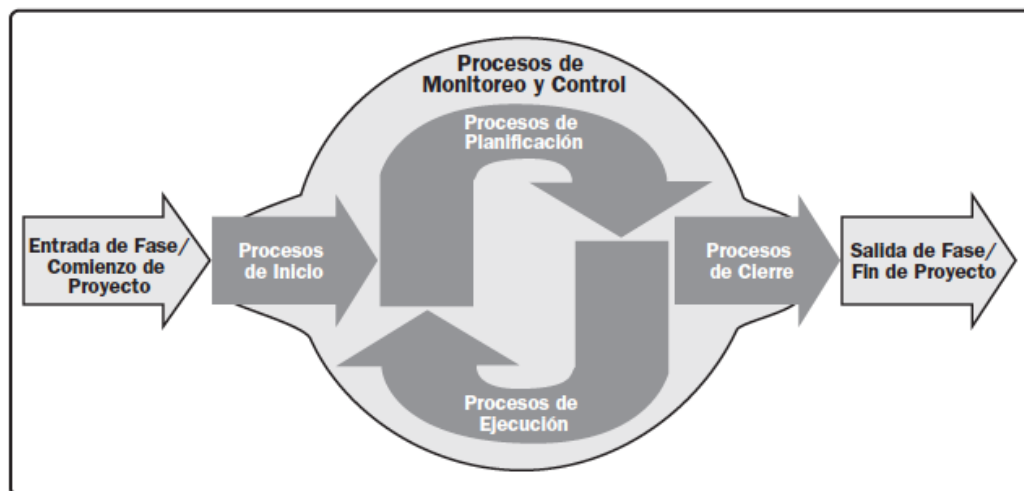 Procesos de
Monitoreo y Control
Procesos de
Planificación
Entrada de Fase/
Comienzo de
Proyecto
Procesos
de Inicio
Procesos
de Cierre
Salida de Fase/
Fin de Proyecto
Procesos de
Ejecución